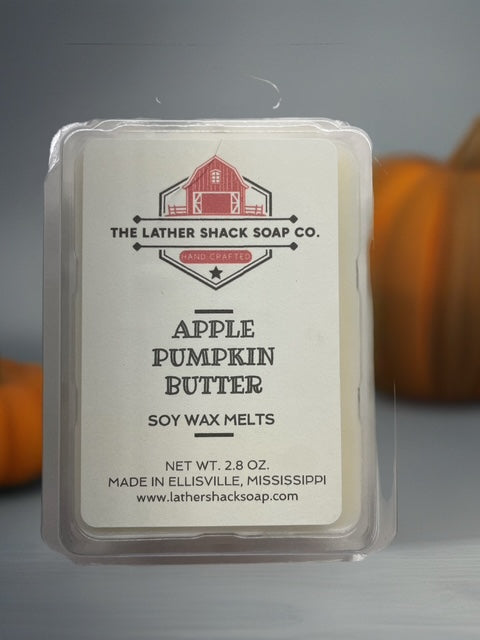 THE LATHER SHACK SOAP CO.
HAND CRAFTED
APPLE
PUMPKIN
BUTTER
SOY WAX MELTS
NET WT. 2.8 OZ.
MADE IN ELLISVILLE, MISSISSIPPI
www.lathershacksoap.com